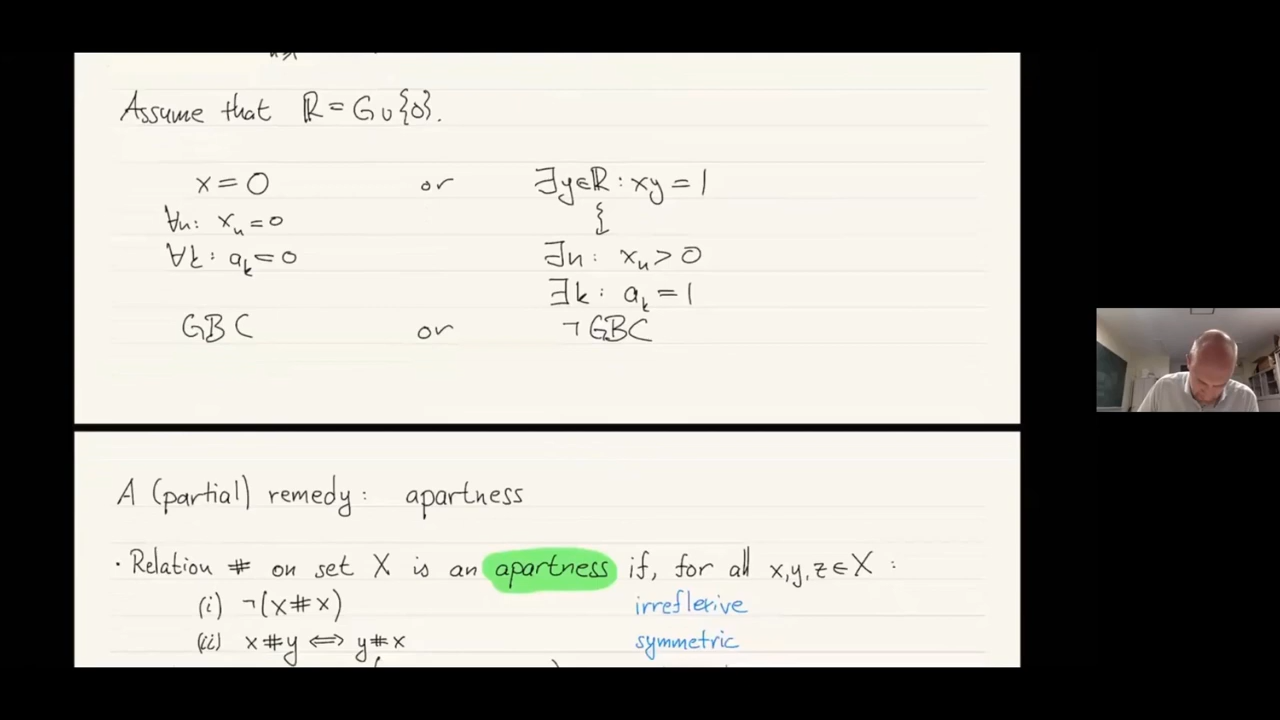 Assume that ℝ = G∪{0}.
x = 0 or ∃y∈ℝ: xy = 1
∀n: xₙ = 0
∀k: aₖ = 0 ∃n: xₙ > 0
∃k: aₖ = 1
GBC or ¬GBC
A (partial) remedy: apartness
· Relation # on set X is an apartness if, for all x,y,z∈X:
(i) ¬(x#x) irreflexive
(ii) x#y ⟺ y#x symmetric